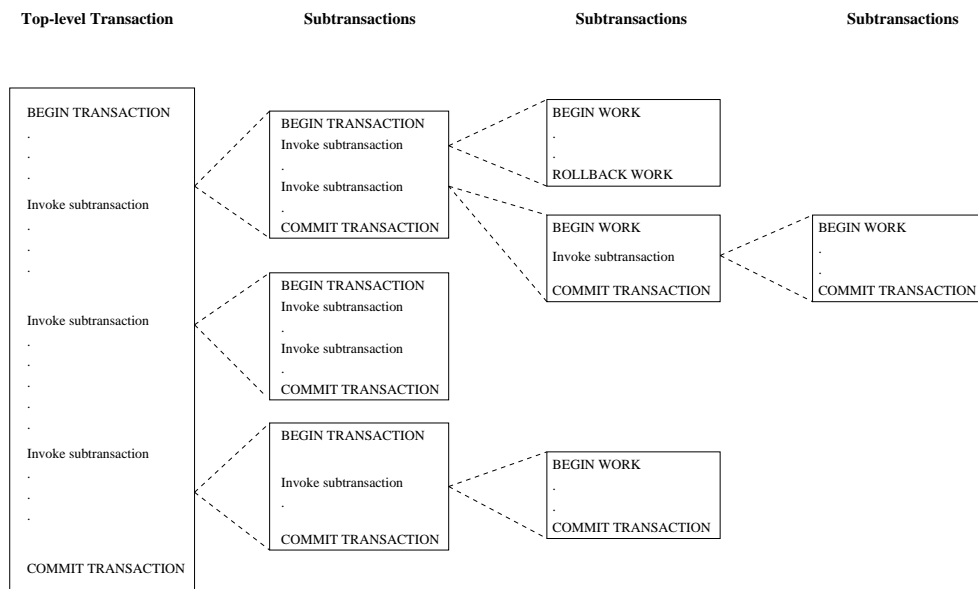 Top-level Transaction
Subtransactions
Subtransactions
Subtransactions
BEGIN TRANSACTION
.
.
.
Invoke subtransaction
.
.
.
Invoke subtransaction
.
.
.
.
.
Invoke subtransaction
.
.
.
COMMIT TRANSACTION
BEGIN TRANSACTION
Invoke subtransaction
.
Invoke subtransaction
.
COMMIT TRANSACTION
BEGIN TRANSACTION
Invoke subtransaction
.
Invoke subtransaction
.
COMMIT TRANSACTION
BEGIN TRANSACTION
Invoke subtransaction
.
COMMIT TRANSACTION
BEGIN WORK
.
.
ROLLBACK WORK
BEGIN WORK
Invoke subtransaction
COMMIT TRANSACTION
BEGIN WORK
.
.
COMMIT TRANSACTION
BEGIN WORK
.
.
COMMIT TRANSACTION